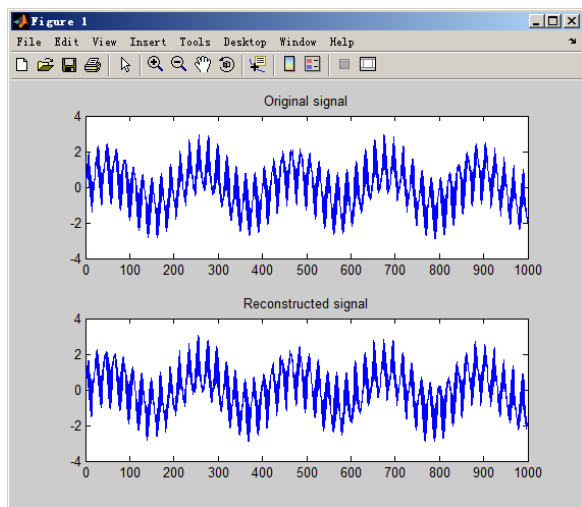 Figure 1
File Edit View Insert Tools Desktop Window Help
Original signal
4
2
0
-2
-4
0 100 200 300 400 500 600 700 800 900 1000
Reconstructed signal
4
2
0
-2
-4
0 100 200 300 400 500 600 700 800 900 1000